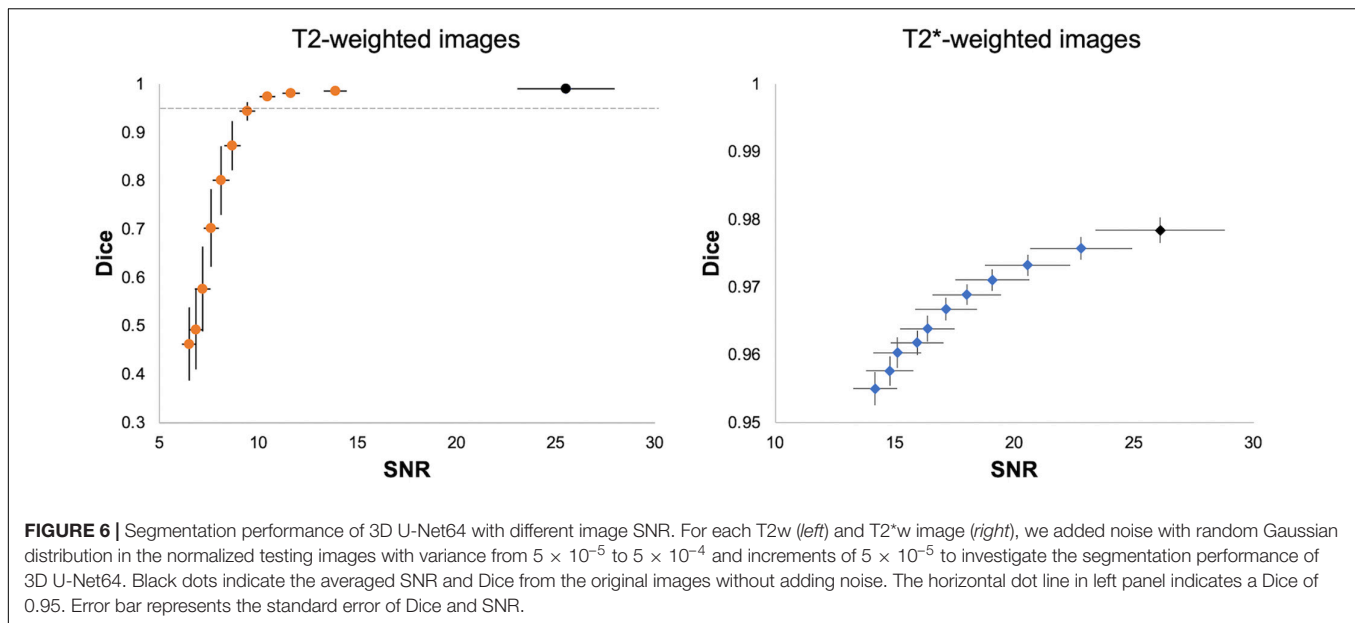 T2-weighted images
1
0.9
0.8
0.7
0.6
0.5
0.4
0.3
Dice
5 10 15 20 25 30
SNR
T2*-weighted images
1
0.99
0.98
0.97
0.96
0.95
Dice
10 15 20 25 30
SNR
FIGURE 6 | Segmentation performance of 3D U-Net64 with different image SNR. For each T2w (left) and T2*w image (right), we added noise with random Gaussian
distribution in the normalized testing images with variance from 5 × 10⁻⁵ to 5 × 10⁻⁴ and increments of 5 × 10⁻⁵ to investigate the segmentation performance of
3D U-Net64. Black dots indicate the averaged SNR and Dice from the original images without adding noise. The horizontal dot line in left panel indicates a Dice of
0.95. Error bar represents the standard error of Dice and SNR.